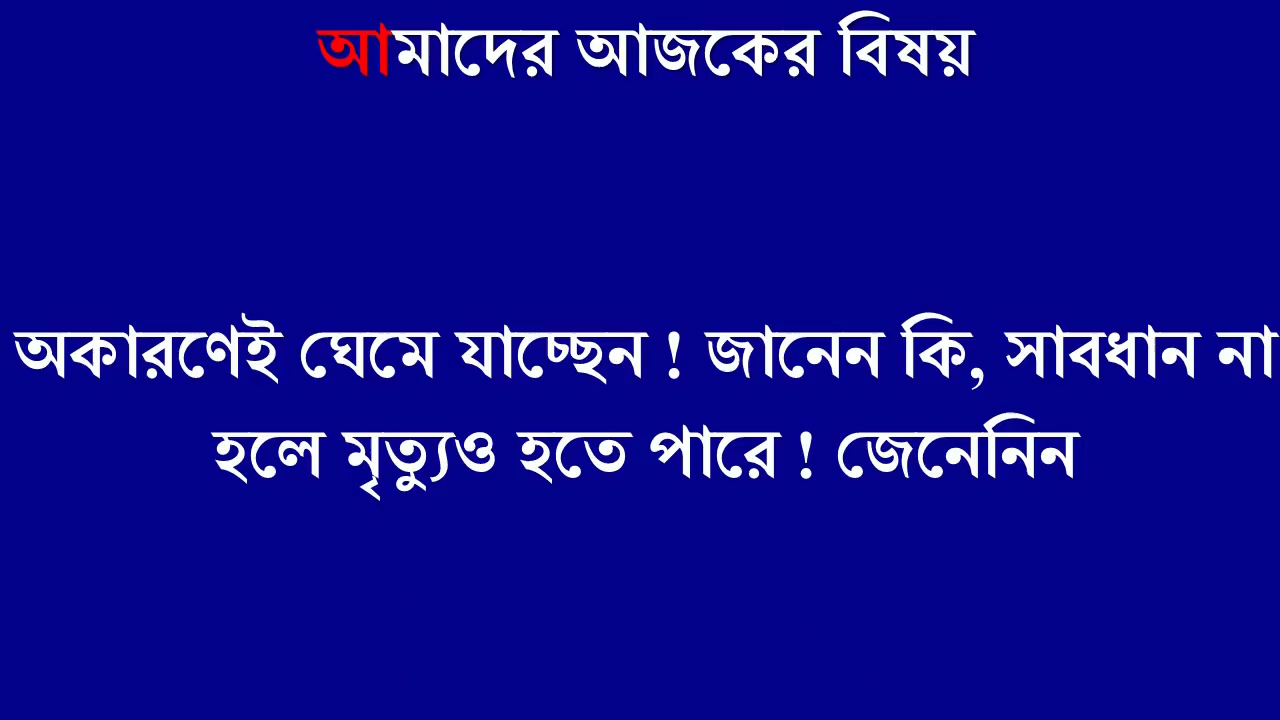 আমাদের আজকের বিষয়
অকারণেই ঘেমে যাচ্ছেন ! জানেন কি, সাবধান না
হলে মৃত্যুও হতে পারে ! জেনেনিন